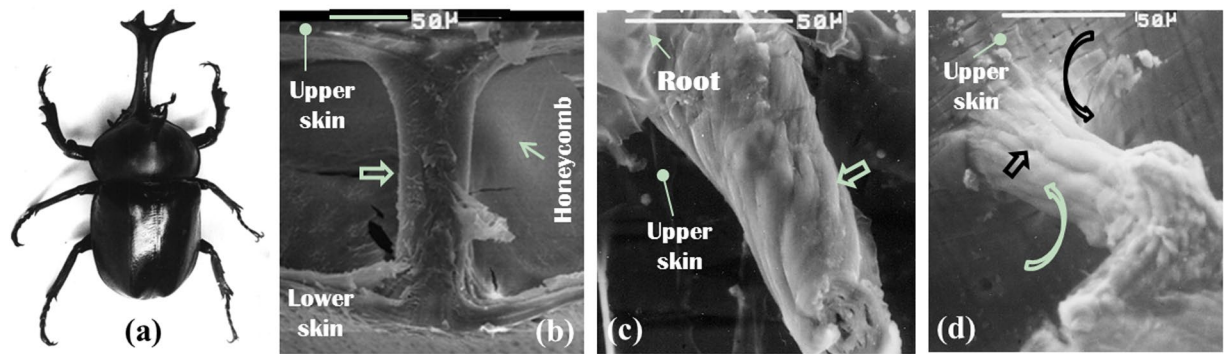 (a)
50µ
Upper
skin
Honeycomb
Lower
skin
(b)
50µ
Root
Upper
skin
(c)
50µ
Upper
skin
(d)